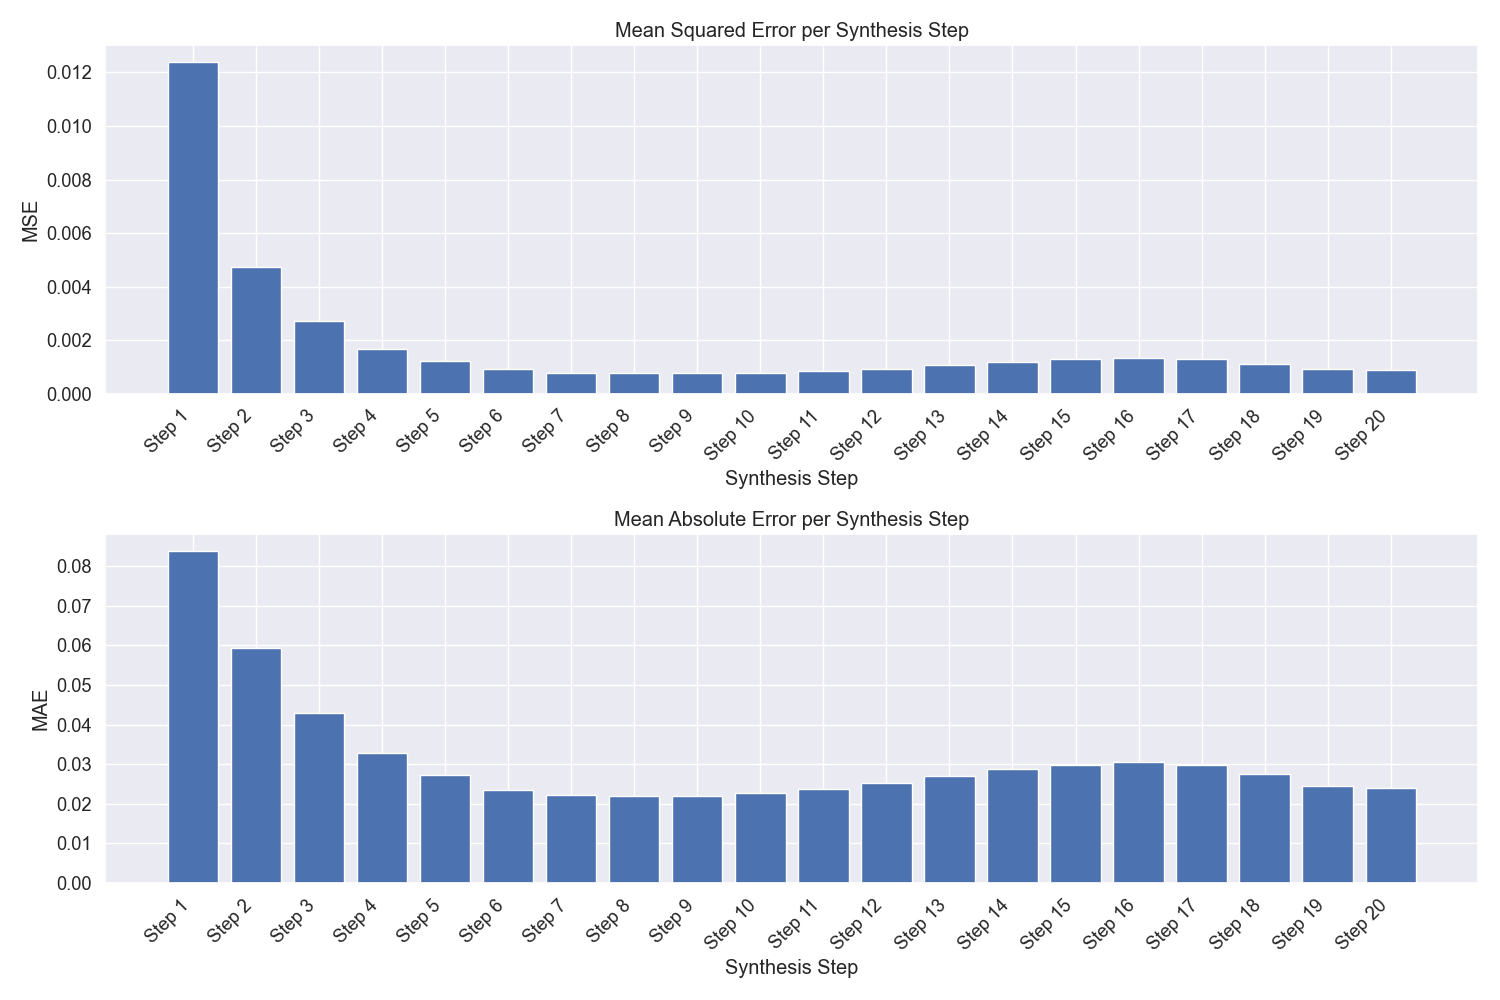 Mean Squared Error per Synthesis Step
MSE
0.012
0.010
0.008
0.006
0.004
0.002
0.000
Step 1
Step 2
Step 3
Step 4
Step 5
Step 6
Step 7
Step 8
Step 9
Step 10
Step 11
Step 12
Step 13
Step 14
Step 15
Step 16
Step 17
Step 18
Step 19
Step 20
Synthesis Step
Mean Absolute Error per Synthesis Step
MAE
0.08
0.07
0.06
0.05
0.04
0.03
0.02
0.01
0.00
Step 1
Step 2
Step 3
Step 4
Step 5
Step 6
Step 7
Step 8
Step 9
Step 10
Step 11
Step 12
Step 13
Step 14
Step 15
Step 16
Step 17
Step 18
Step 19
Step 20
Synthesis Step